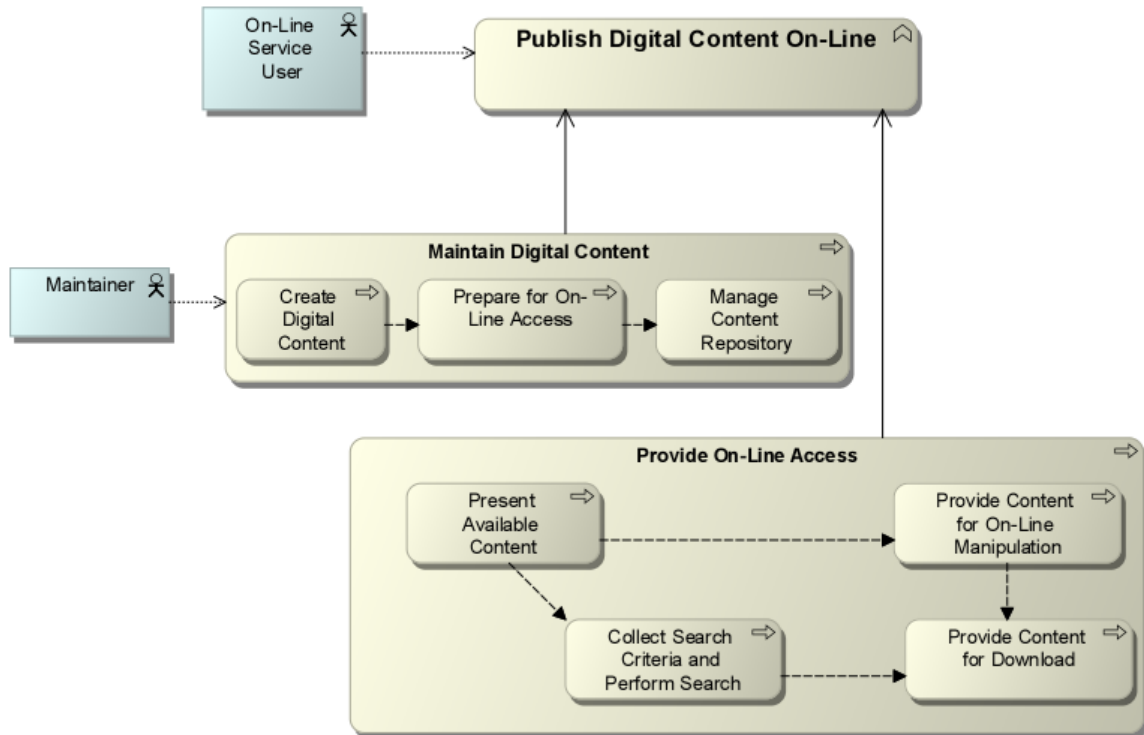 On-Line
Service
User
Publish Digital Content On-Line
Maintain Digital Content
Maintainer
Create
Digital
Content
Prepare for On-
Line Access
Manage
Content
Repository
Provide On-Line Access
Present
Available
Content
Provide Content
for On-Line
Manipulation
Collect Search
Criteria and
Perform Search
Provide Content
for Download